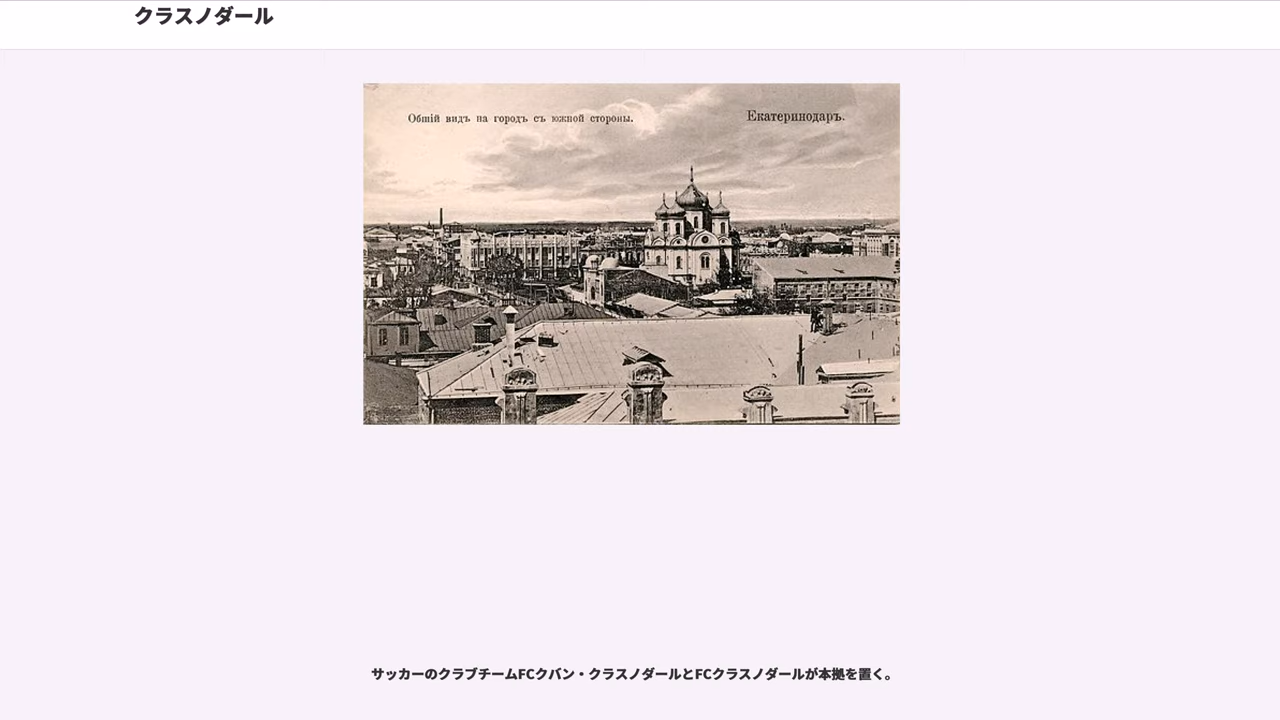 クラスノダール
Общій видъ на городъ съ южной стороны.
Екатеринодаръ.
サッカーのクラブチームFCクバン・クラスノダールとFCクラスノダールが本拠を置く。